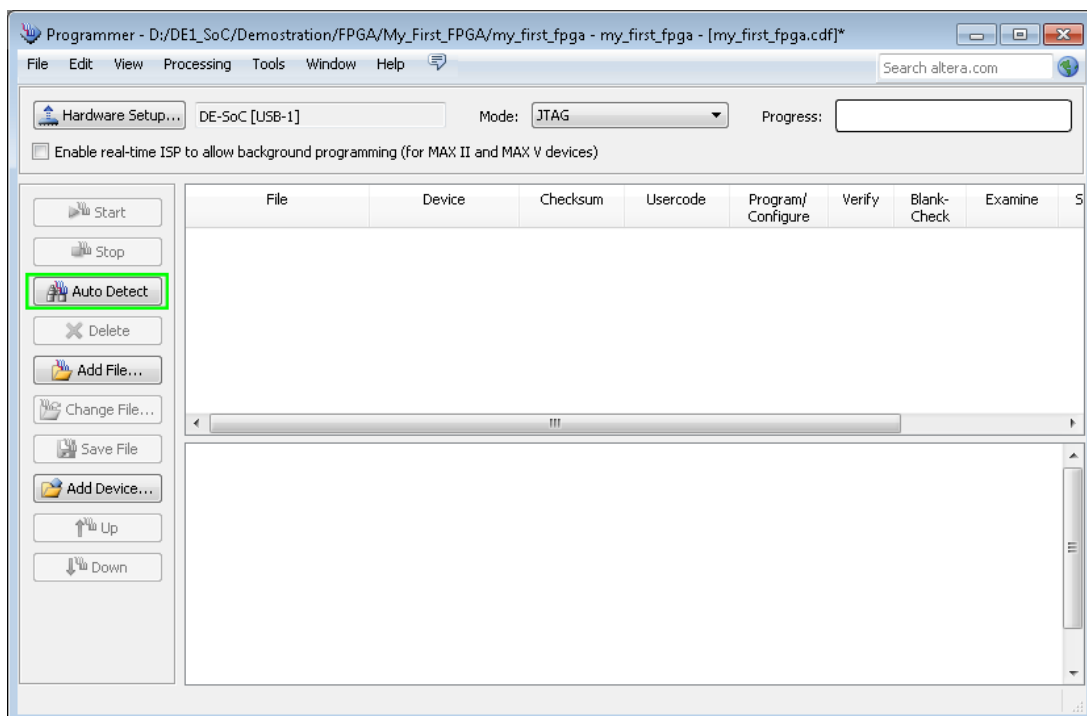 Programmer - D:/DE1_SoC/Demostration/FPGA/My_First_FPGA/my_first_fpga - my_first_fpga - [my_first_fpga.cdf]*
File Edit View Processing Tools Window Help
Search altera.com
Hardware Setup... DE-SoC [USB-1] Mode: JTAG Progress:
Enable real-time ISP to allow background programming (for MAX II and MAX V devices)
File Device Checksum Usercode Program/ Verify Blank- Examine S
Configure Check
Start
Stop
Auto Detect
Delete
Add File...
Change File...
Save File
Add Device...
Up
Down